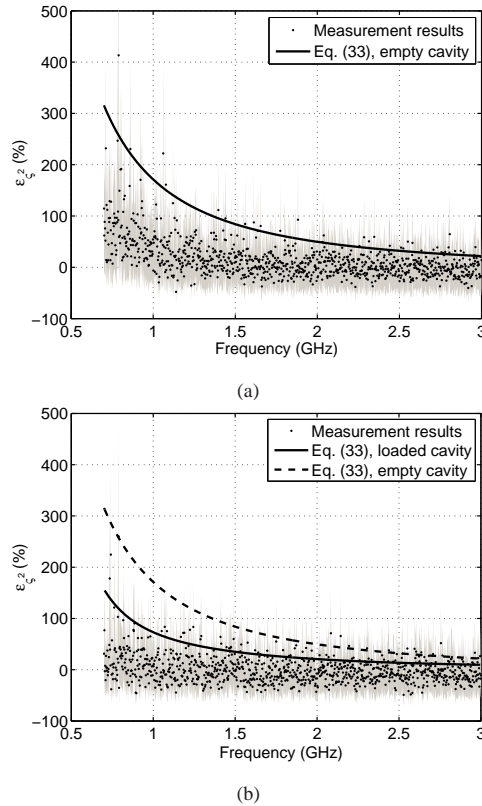 500
400
300
200
100
0
−100
ε_ζ² (%)
0.5 1 1.5 2 2.5 3
Frequency (GHz)
Measurement results
Eq. (33), empty cavity
(a)
500
400
300
200
100
0
−100
ε_ζ² (%)
0.5 1 1.5 2 2.5 3
Frequency (GHz)
Measurement results
Eq. (33), loaded cavity
Eq. (33), empty cavity
(b)